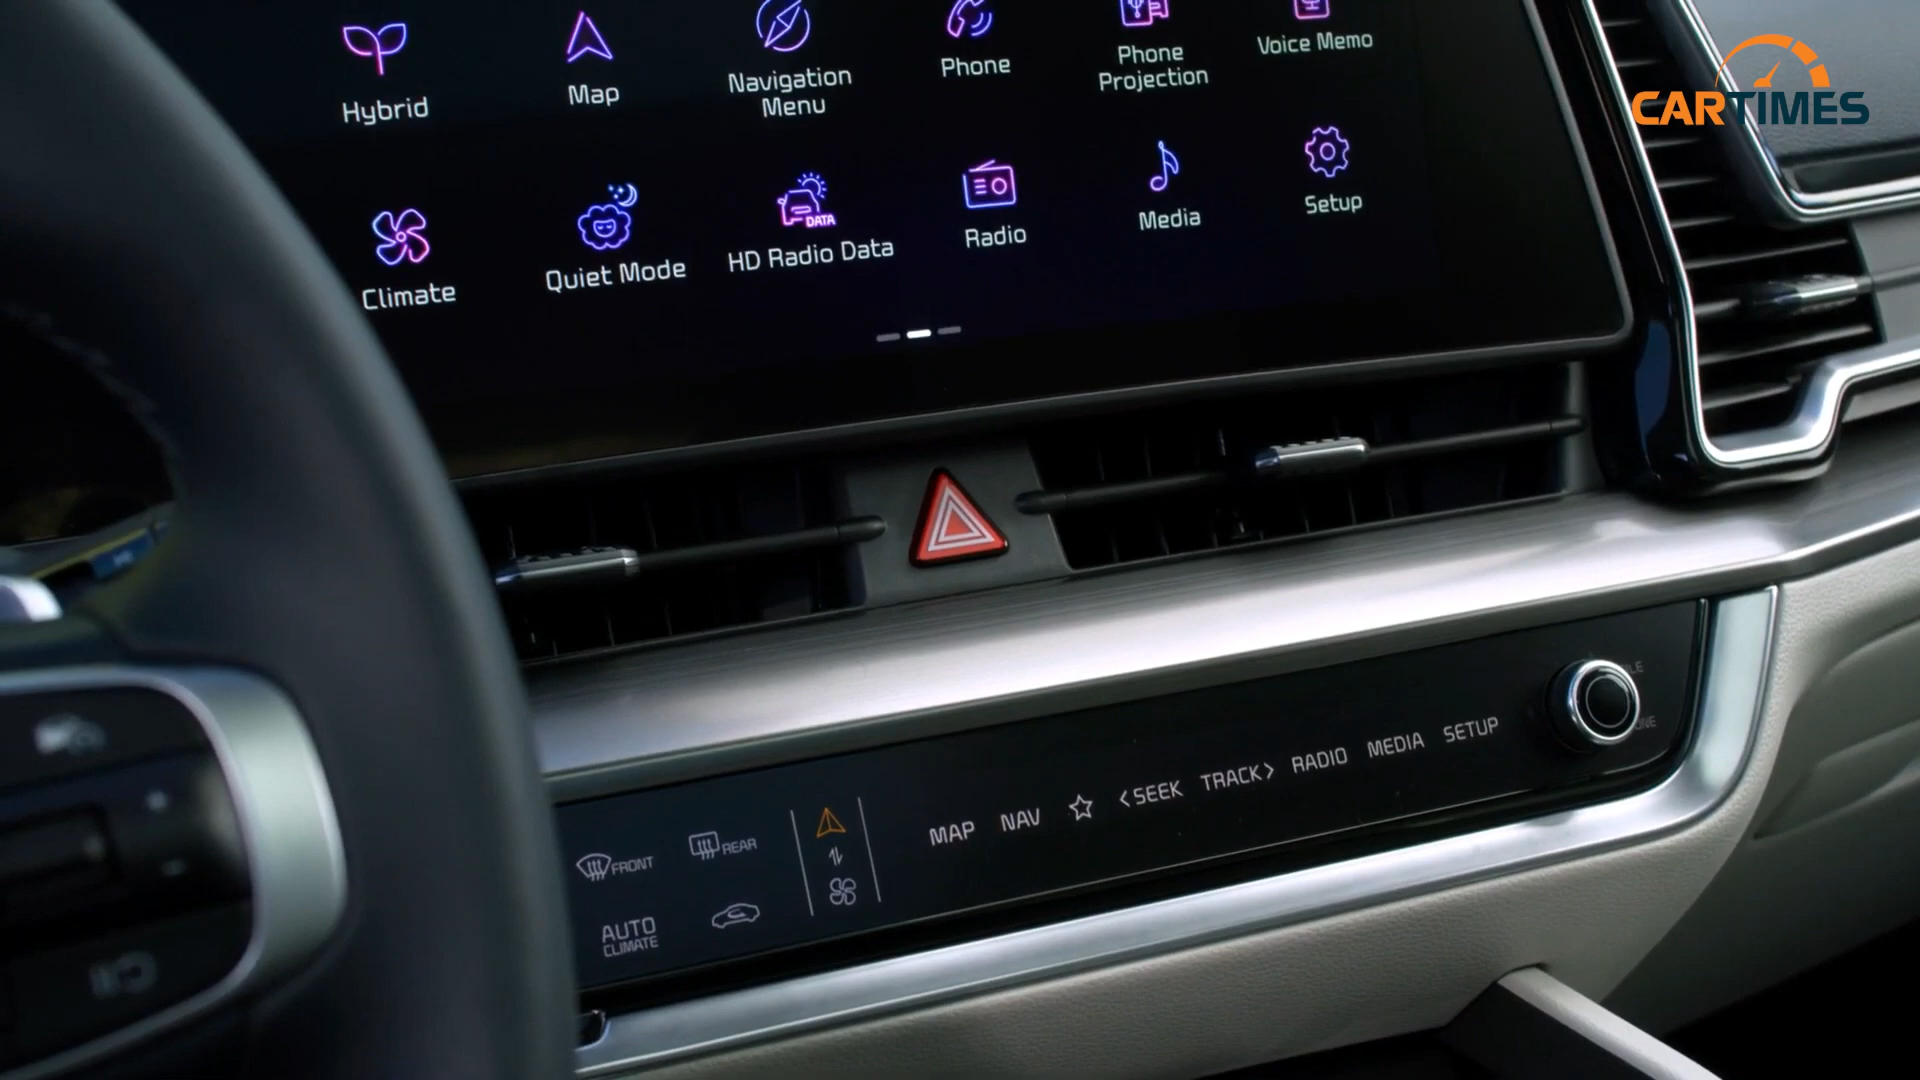 CARTIMES
Hybrid
Map
Navigation
Menu
Phone
Phone
Projection
Voice Memo
Climate
Quiet Mode
DATA
HD Radio Data
Radio
Media
Setup
FRONT
REAR
AUTO
CLIMATE
MAP NAV <SEEK TRACK> RADIO MEDIA SETUP